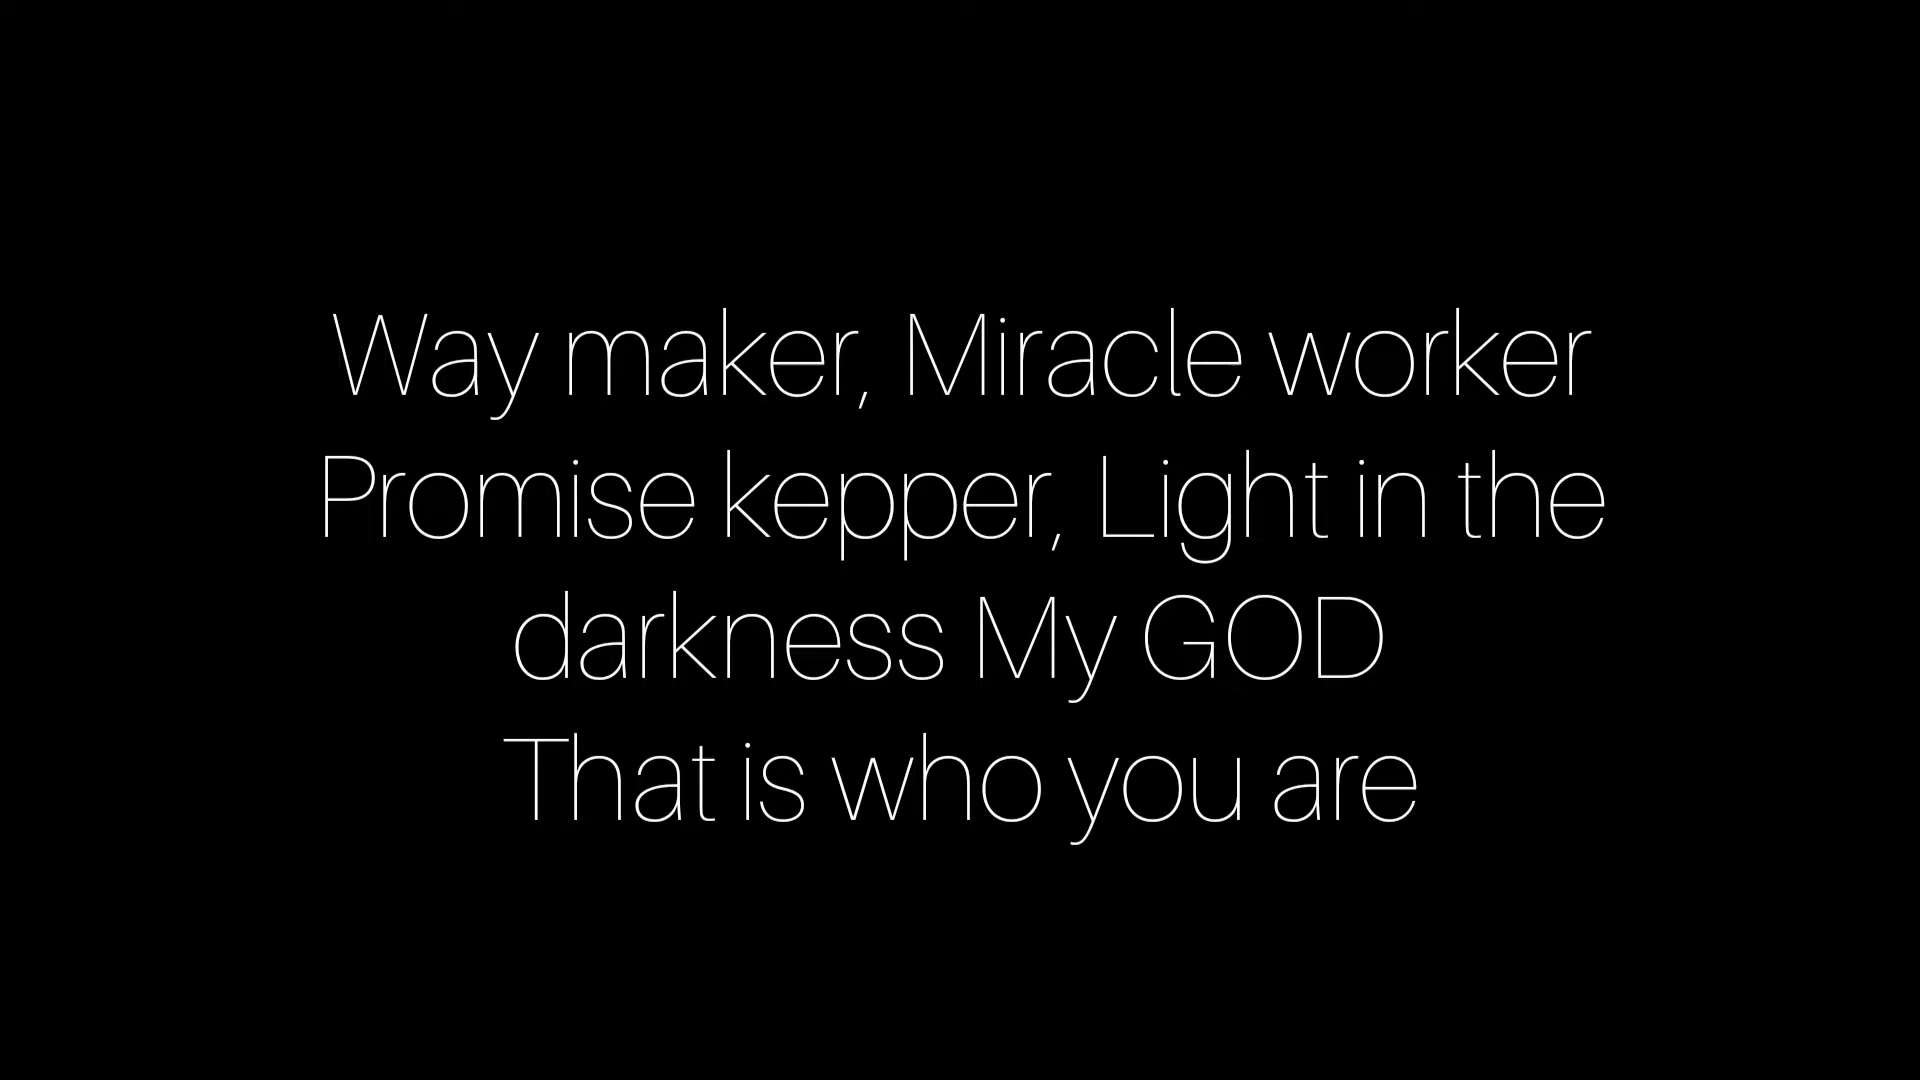 Way maker, Miracle worker
Promise kepper, Light in the
darkness My GOD
That is who you are